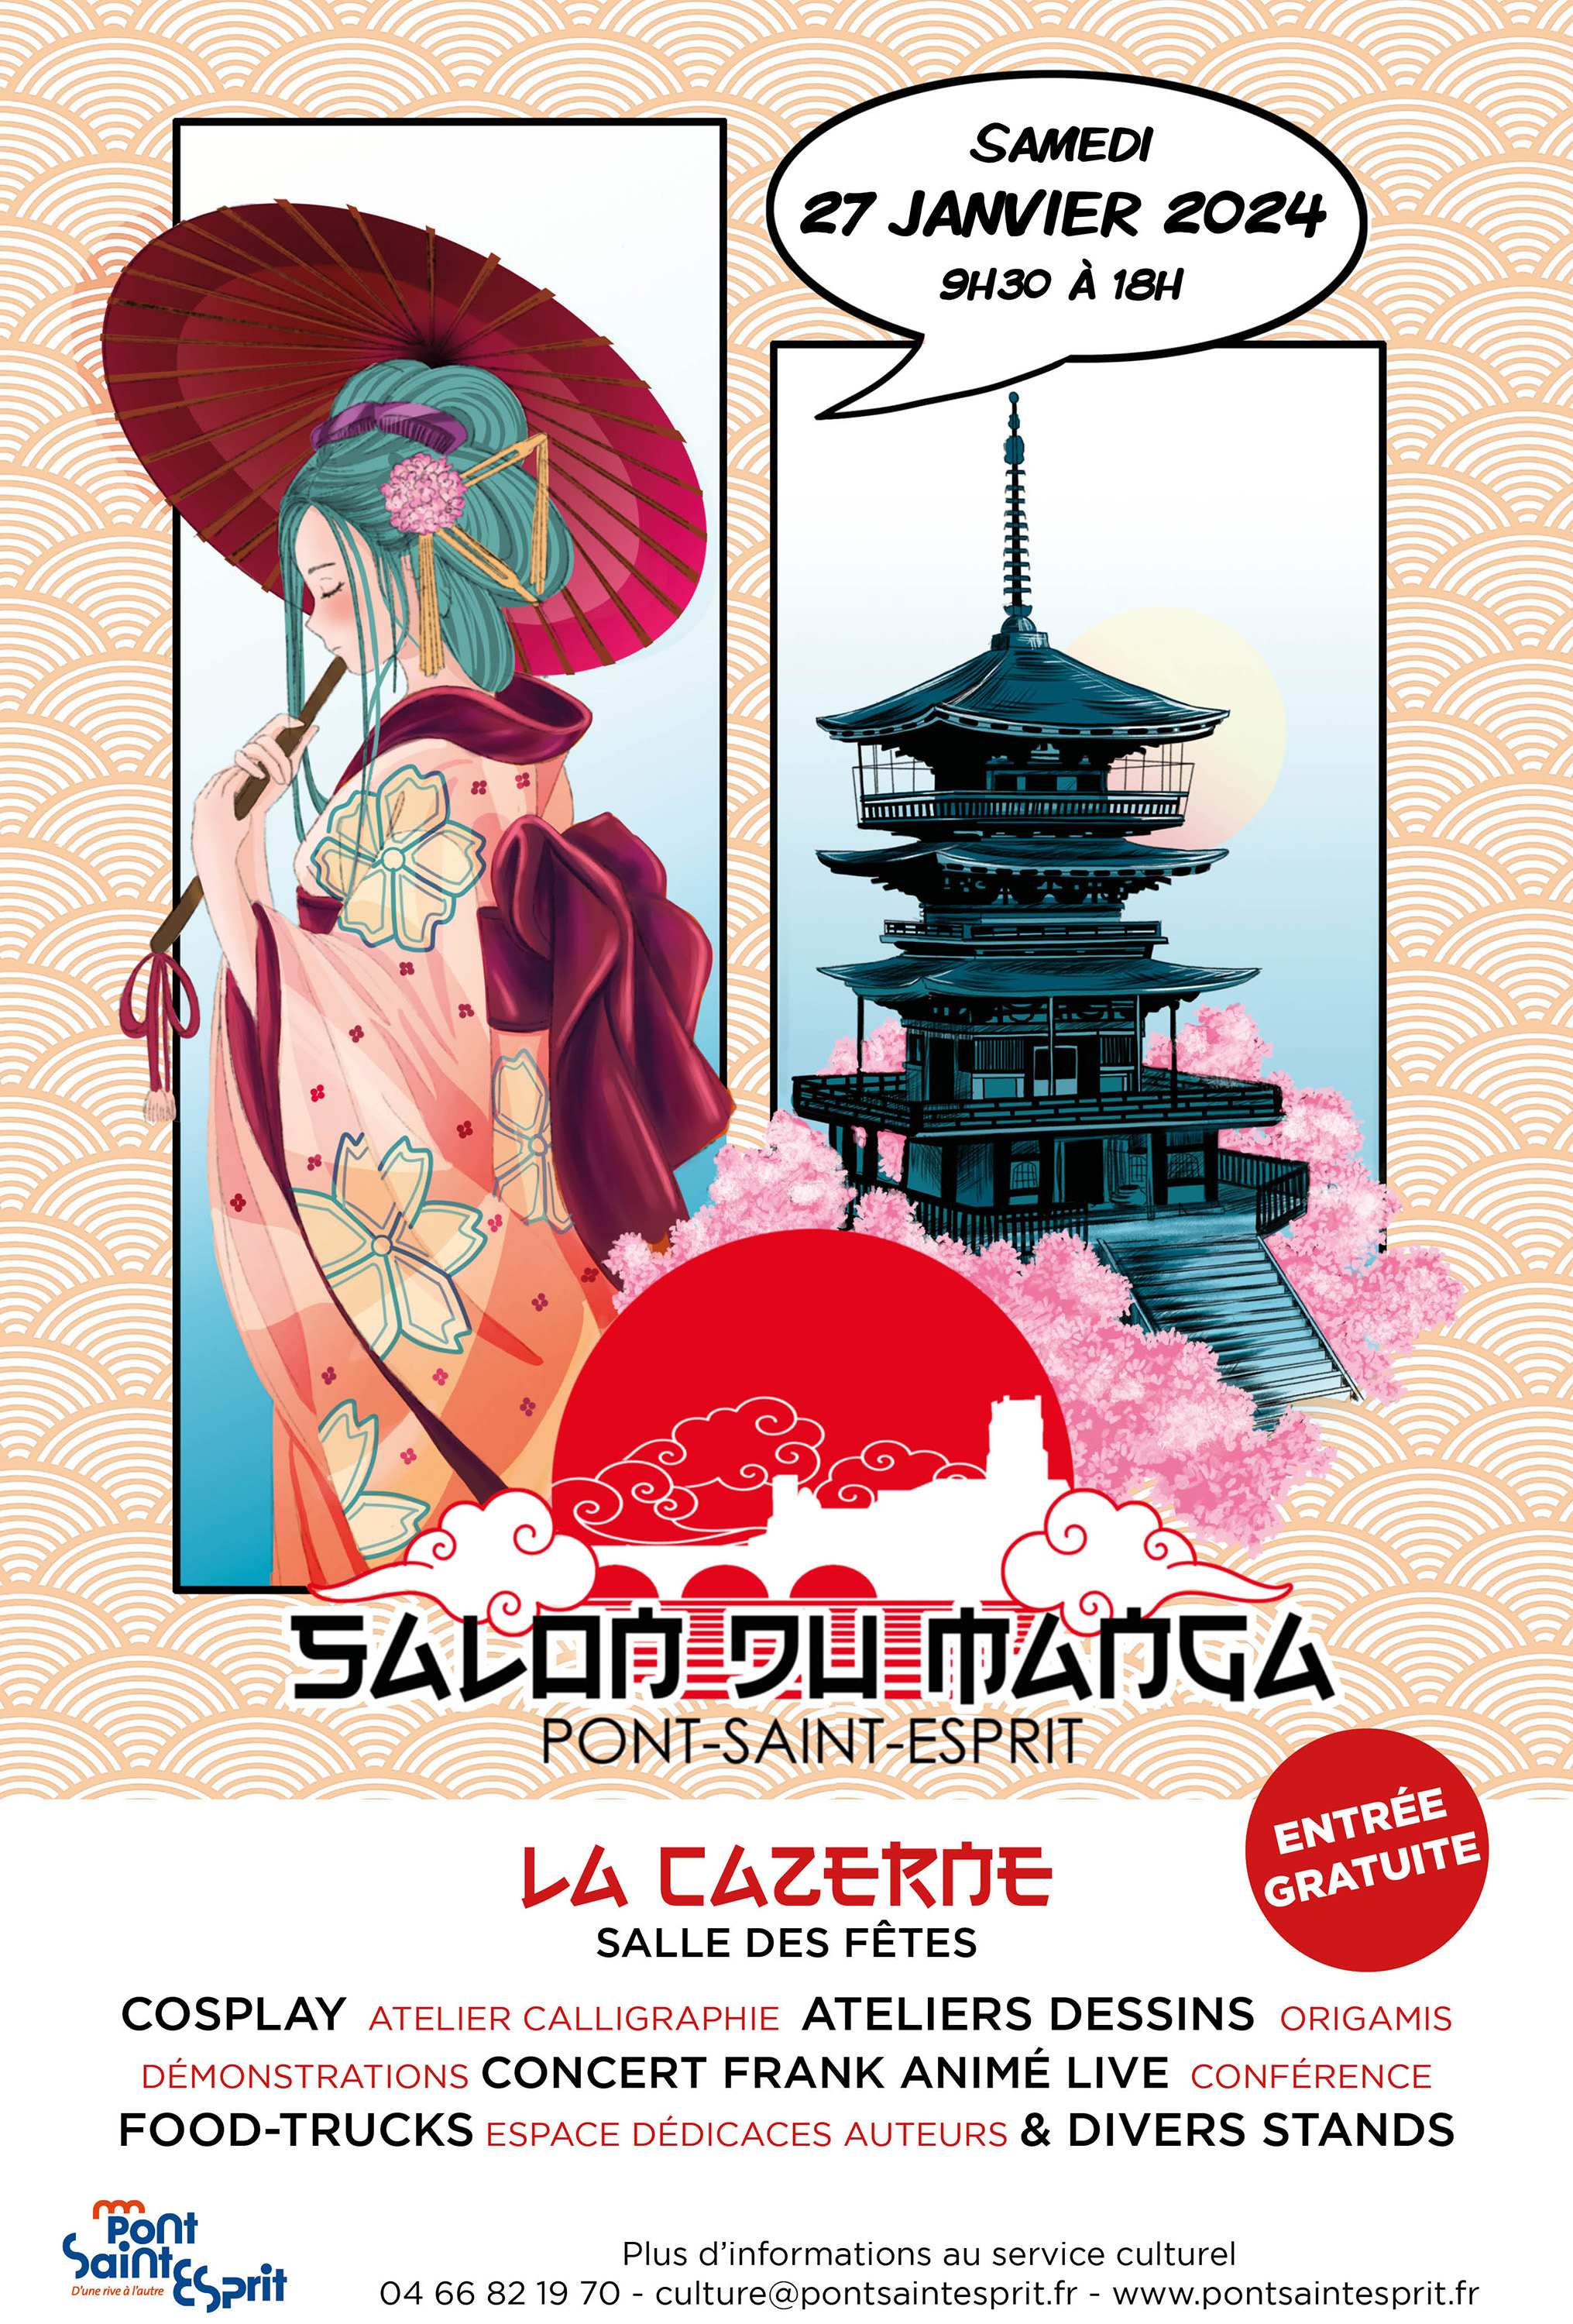 SAMEDI
27 JANVIER 2024
9H30 À 18H
SALON DU MANGA
PONT-SAINT-ESPRIT
ENTRÉE
GRATUITE
LA CAZERNE
SALLE DES FÊTES
COSPLAY ATELIER CALLIGRAPHIE ATELIERS DESSINS ORIGAMIS
DÉMONSTRATIONS CONCERT FRANK ANIMÉ LIVE CONFÉRENCE
FOOD-TRUCKS ESPACE DÉDICACES AUTEURS & DIVERS STANDS
Pont
Saint
Esprit
D'une rive à l'autre
Plus d'informations au service culturel
04 66 82 19 70 - culture@pontsaintesprit.fr - www.pontsaintesprit.fr